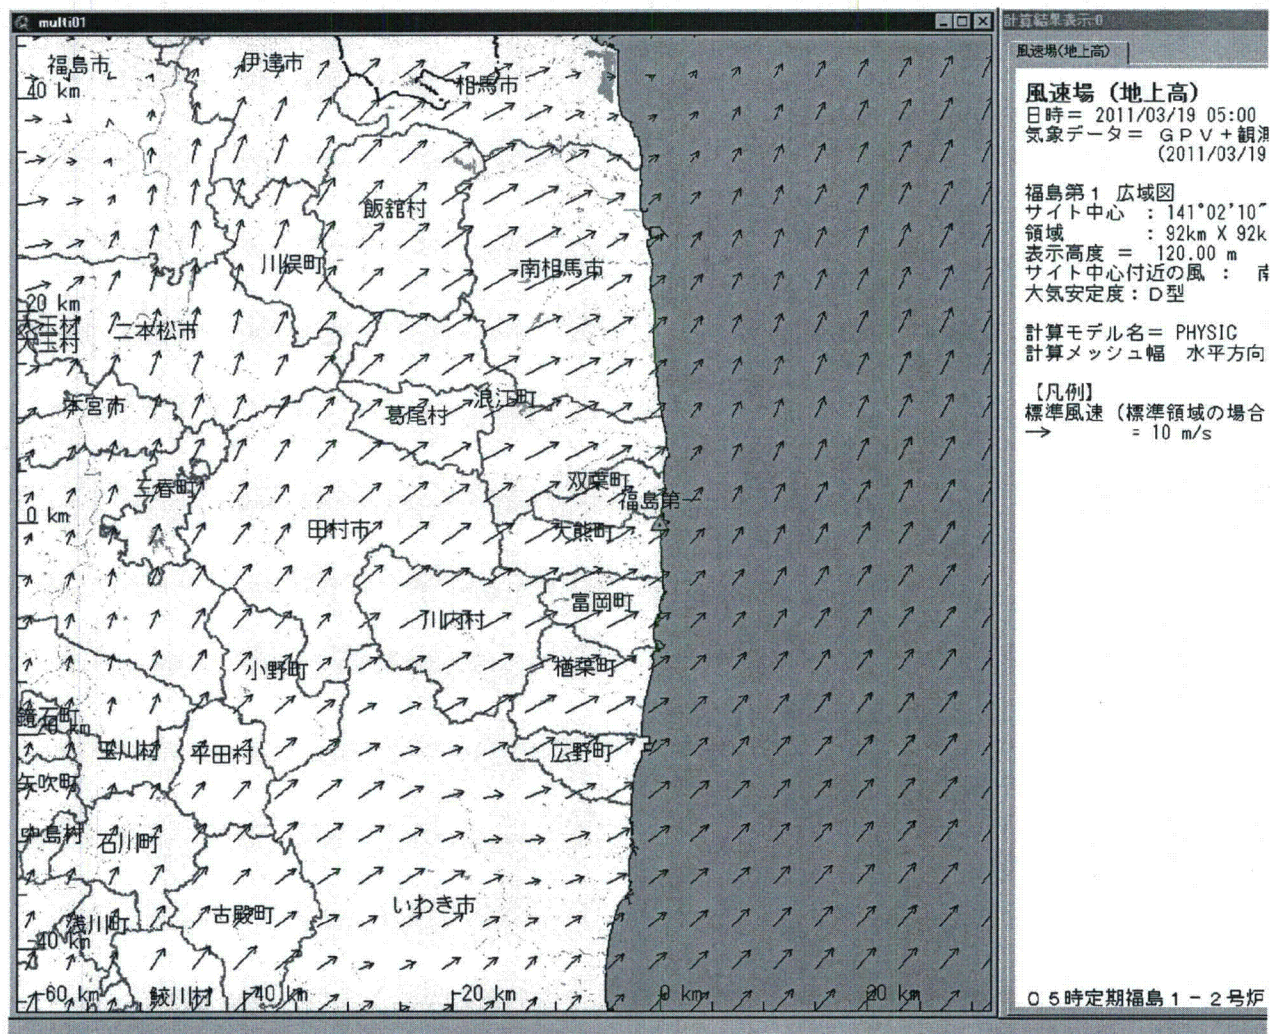 multi01
福島市
伊達市
相馬市
40 km
飯舘村
川俣町
南相馬市
20 km
大玉村
大玉村
二本松市
本宮市
葛尾村
浪江町
三春町
双葉町
福島第一
0 km
田村市
大熊町
富岡町
川内村
小野町
楢葉町
鏡石町
-20 km
玉川村
平田村
広野町
矢吹町
中島村
石川町
いわき市
古殿町
浅川町
-40 km
-60 km
鮫川村
-40 km
-20 km
0 km
20 km
計算結果表示:0
風速場(地上高)
風速場（地上高）
日時＝ 2011/03/19 05:00
気象データ＝ ＧＰＶ＋観測
(2011/03/19
福島第１ 広域図
サイト中心 : 141°02'10"
領域 : 92km X 92k
表示高度 ＝ 120.00 m
サイト中心付近の風 : 南
大気安定度：Ｄ型
計算モデル名＝ PHYSIC
計算メッシュ幅 水平方向
【凡例】
標準風速（標準領域の場合
→ = 10 m/s
０５時定期福島１－２号炉